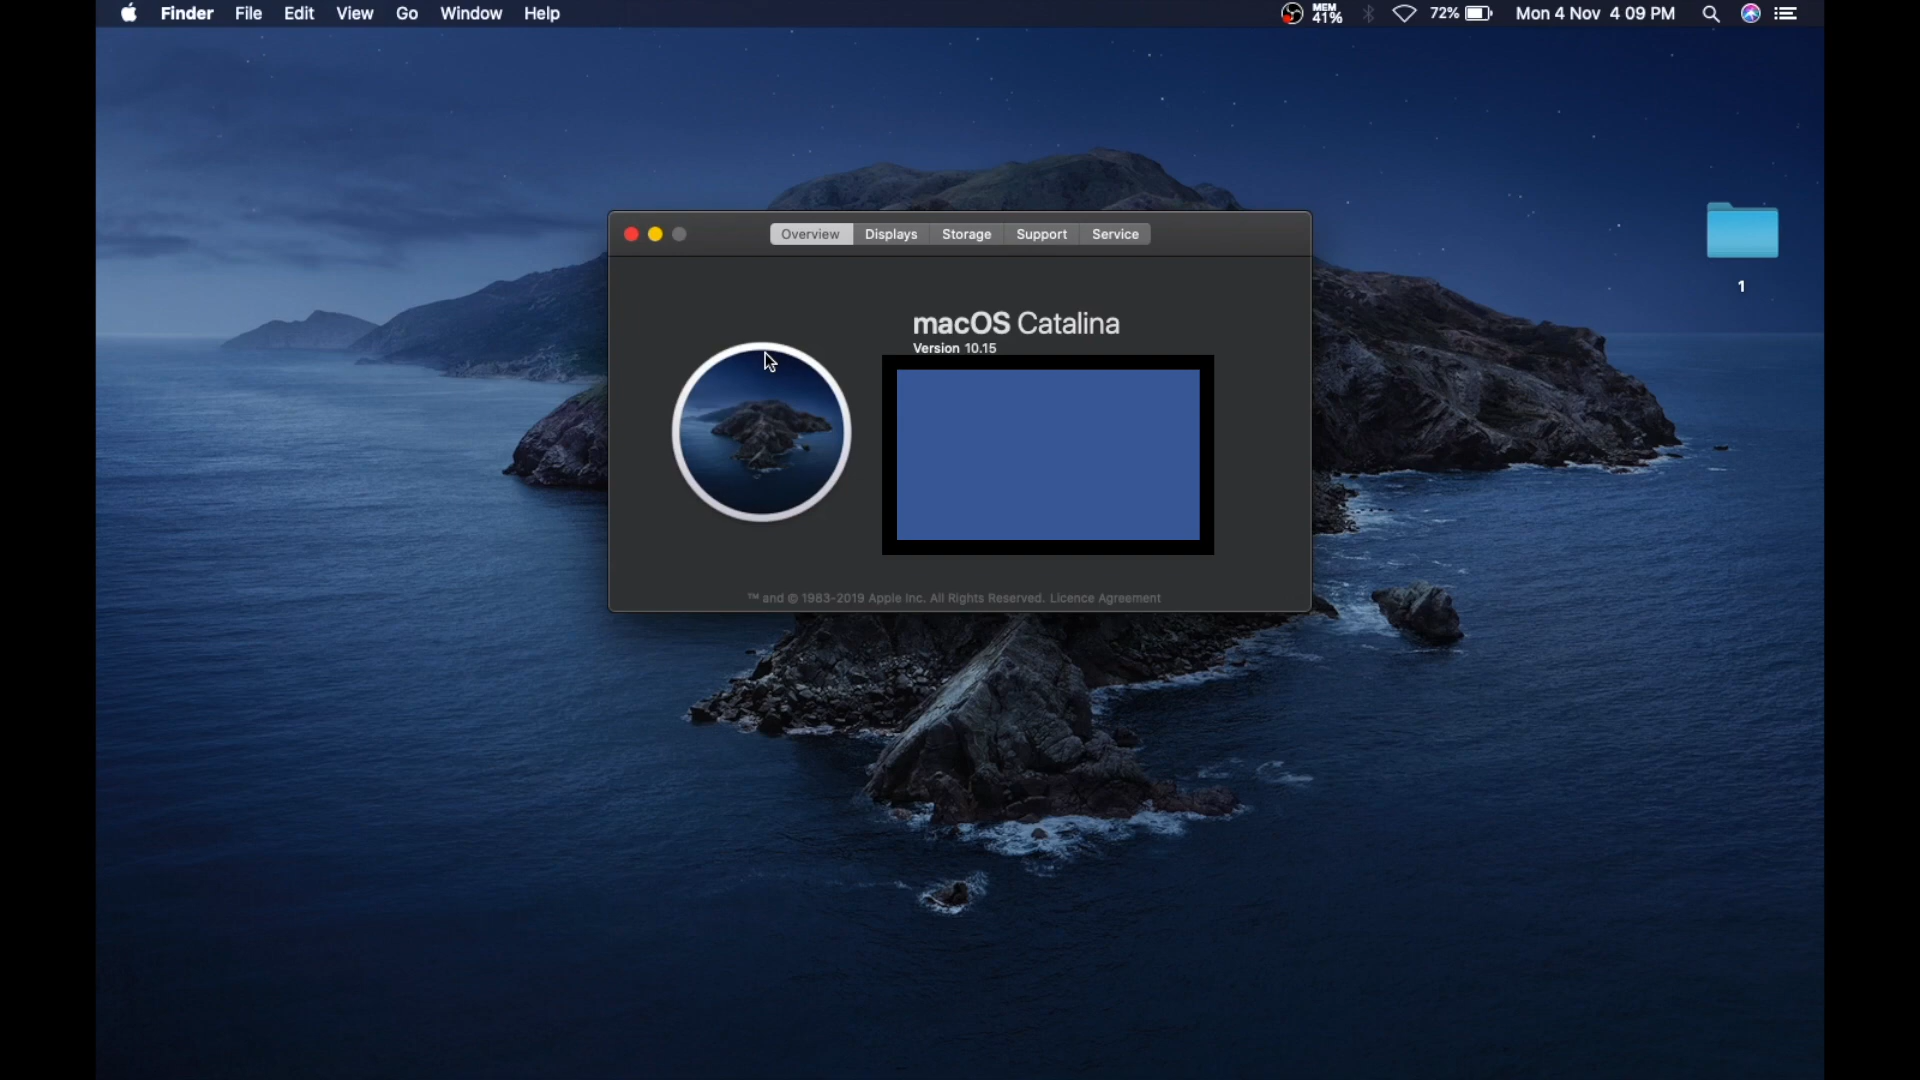 Finder File Edit View Go Window Help MEM 41% 72% Mon 4 Nov 4 09 PM
Overview Displays Storage Support Service
1
macOS Catalina
Version 10.15
™ and © 1983-2019 Apple Inc. All Rights Reserved. Licence Agreement